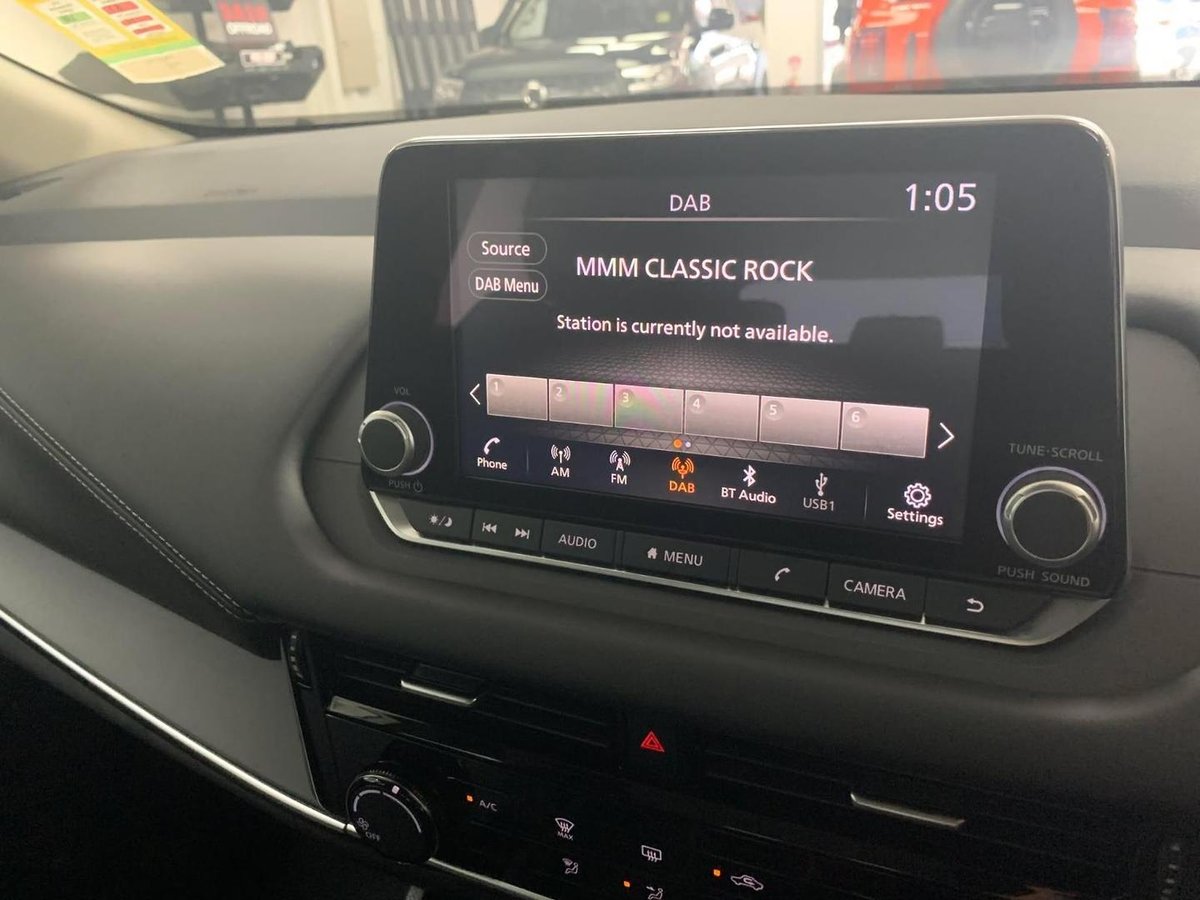 OFFROAD
DAB
1:05
Source
MMM CLASSIC ROCK
DAB Menu
Station is currently not available.
1 2 3 4 5 6
Phone AM FM DAB BT Audio USB1 Settings
VOL
PUSH
TUNE·SCROLL
PUSH SOUND
AUDIO MENU CAMERA
A/C
OFF
MAX